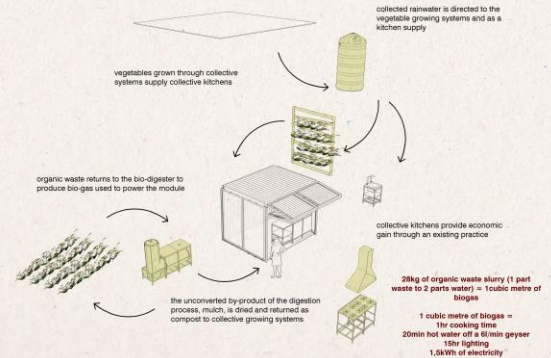 collected rainwater is directed to the
vegetable growing systems and as a
kitchen supply
vegetables grown through collective
systems supply collective kitchens
organic waste returns to the bio-digester to
produce bio-gas used to power the module
collective kitchens provide economic
gain through an existing practice
the unconverted by-product of the digestion
process, mulch, is dried and returned as
compost to collective growing systems
28kg of organic waste slurry (1 part
waste to 2 parts water) = 1cubic metre of
biogas
1 cubic metre of biogas =
1hr cooking time
20min hot water off a 6l/min geyser
15hr lighting
1,5kWh of electricity